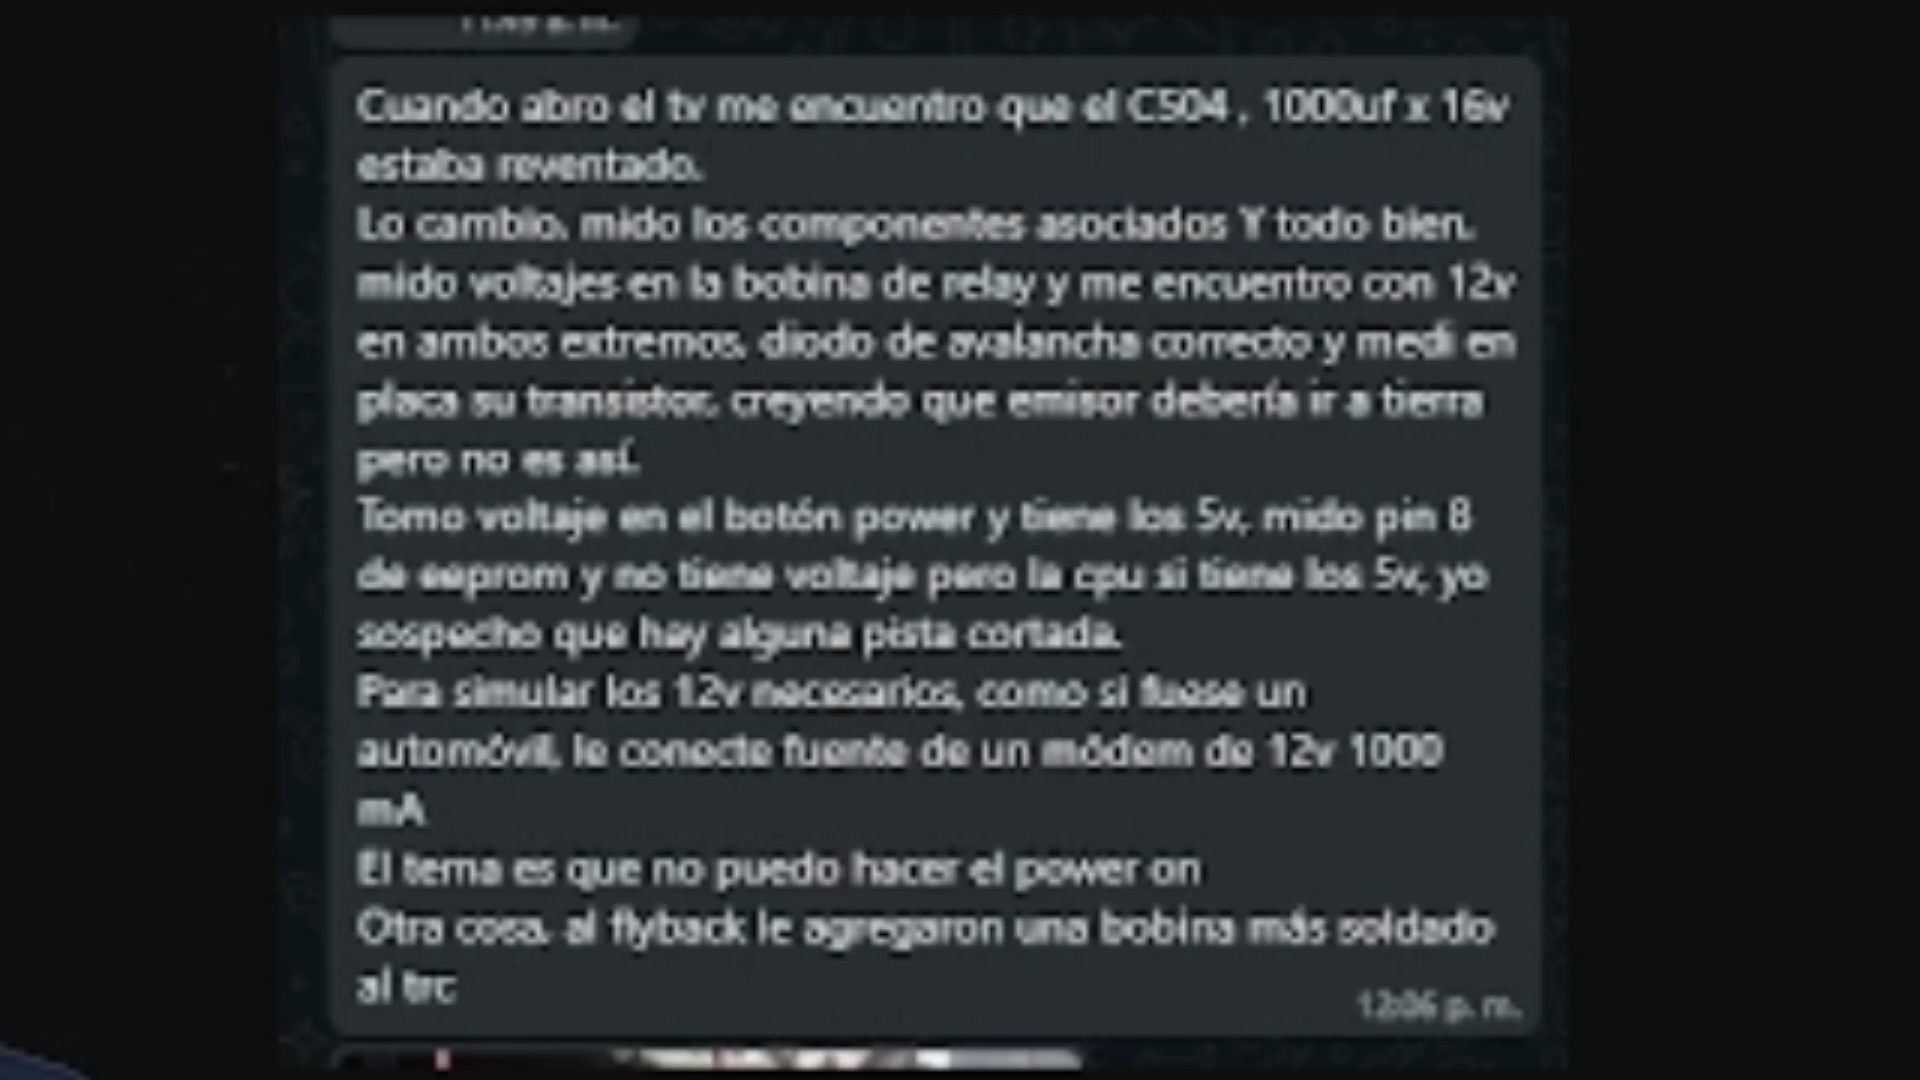 Cuando abro el tv me encuentro que el C504 , 1000uf x 16v
estaba reventado.
Lo cambio, mido los componentes asociados Y todo bien,
mido voltajes en la bobina de relay y me encuentro con 12v
en ambos extremos, diodo de avalancha correcto y medi en
placa su transistor, creyendo que emisor debería ir a tierra
pero no es así.
Tomo voltaje en el botón power y tiene los 5v, mido pin 8
de eeprom y no tiene voltaje pero la cpu si tiene los 5v, yo
sospecho que hay alguna pista cortada.
Para simular los 12v necesarios, como si fuese un
automóvil, le conecte fuente de un módem de 12v 1000
mA
El tema es que no puedo hacer el power on
Otra cosa, al flyback le agregaron una bobina más soldado
al trc
12:06 p. m.